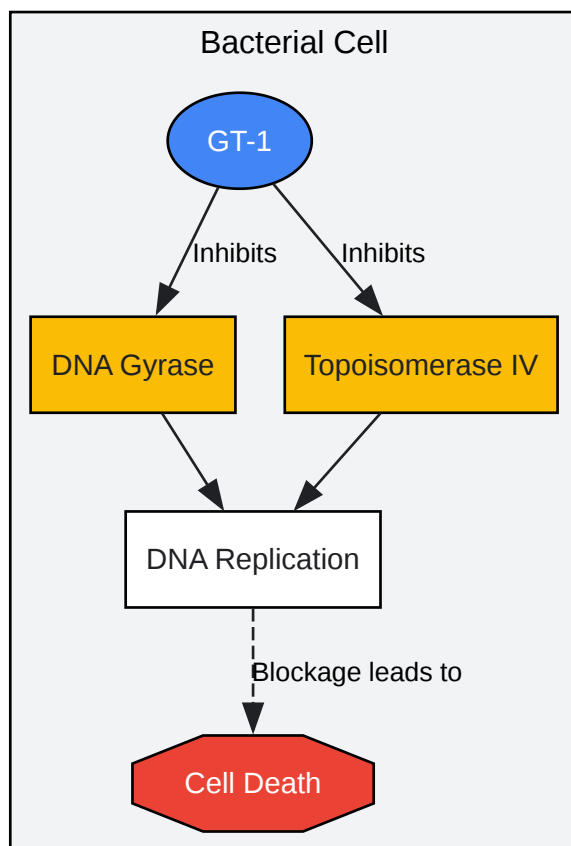 Bacterial Cell
GT-1
Inhibits
Inhibits
DNA Gyrase
Topoisomerase IV
DNA Replication
Blockage leads to
Cell Death